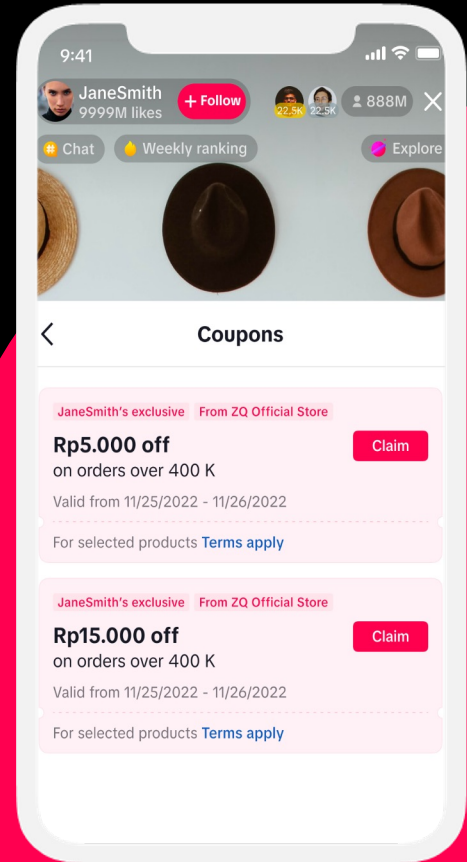 9:41
JaneSmith
9999M likes
+ Follow
22.5K
22.5K
888M
Chat
Weekly ranking
Explore
Coupons
JaneSmith's exclusive
From ZQ Official Store
Rp5.000 off
Claim
on orders over 400 K
Valid from 11/25/2022 - 11/26/2022
For selected products Terms apply
JaneSmith's exclusive
From ZQ Official Store
Rp15.000 off
Claim
on orders over 400 K
Valid from 11/25/2022 - 11/26/2022
For selected products Terms apply